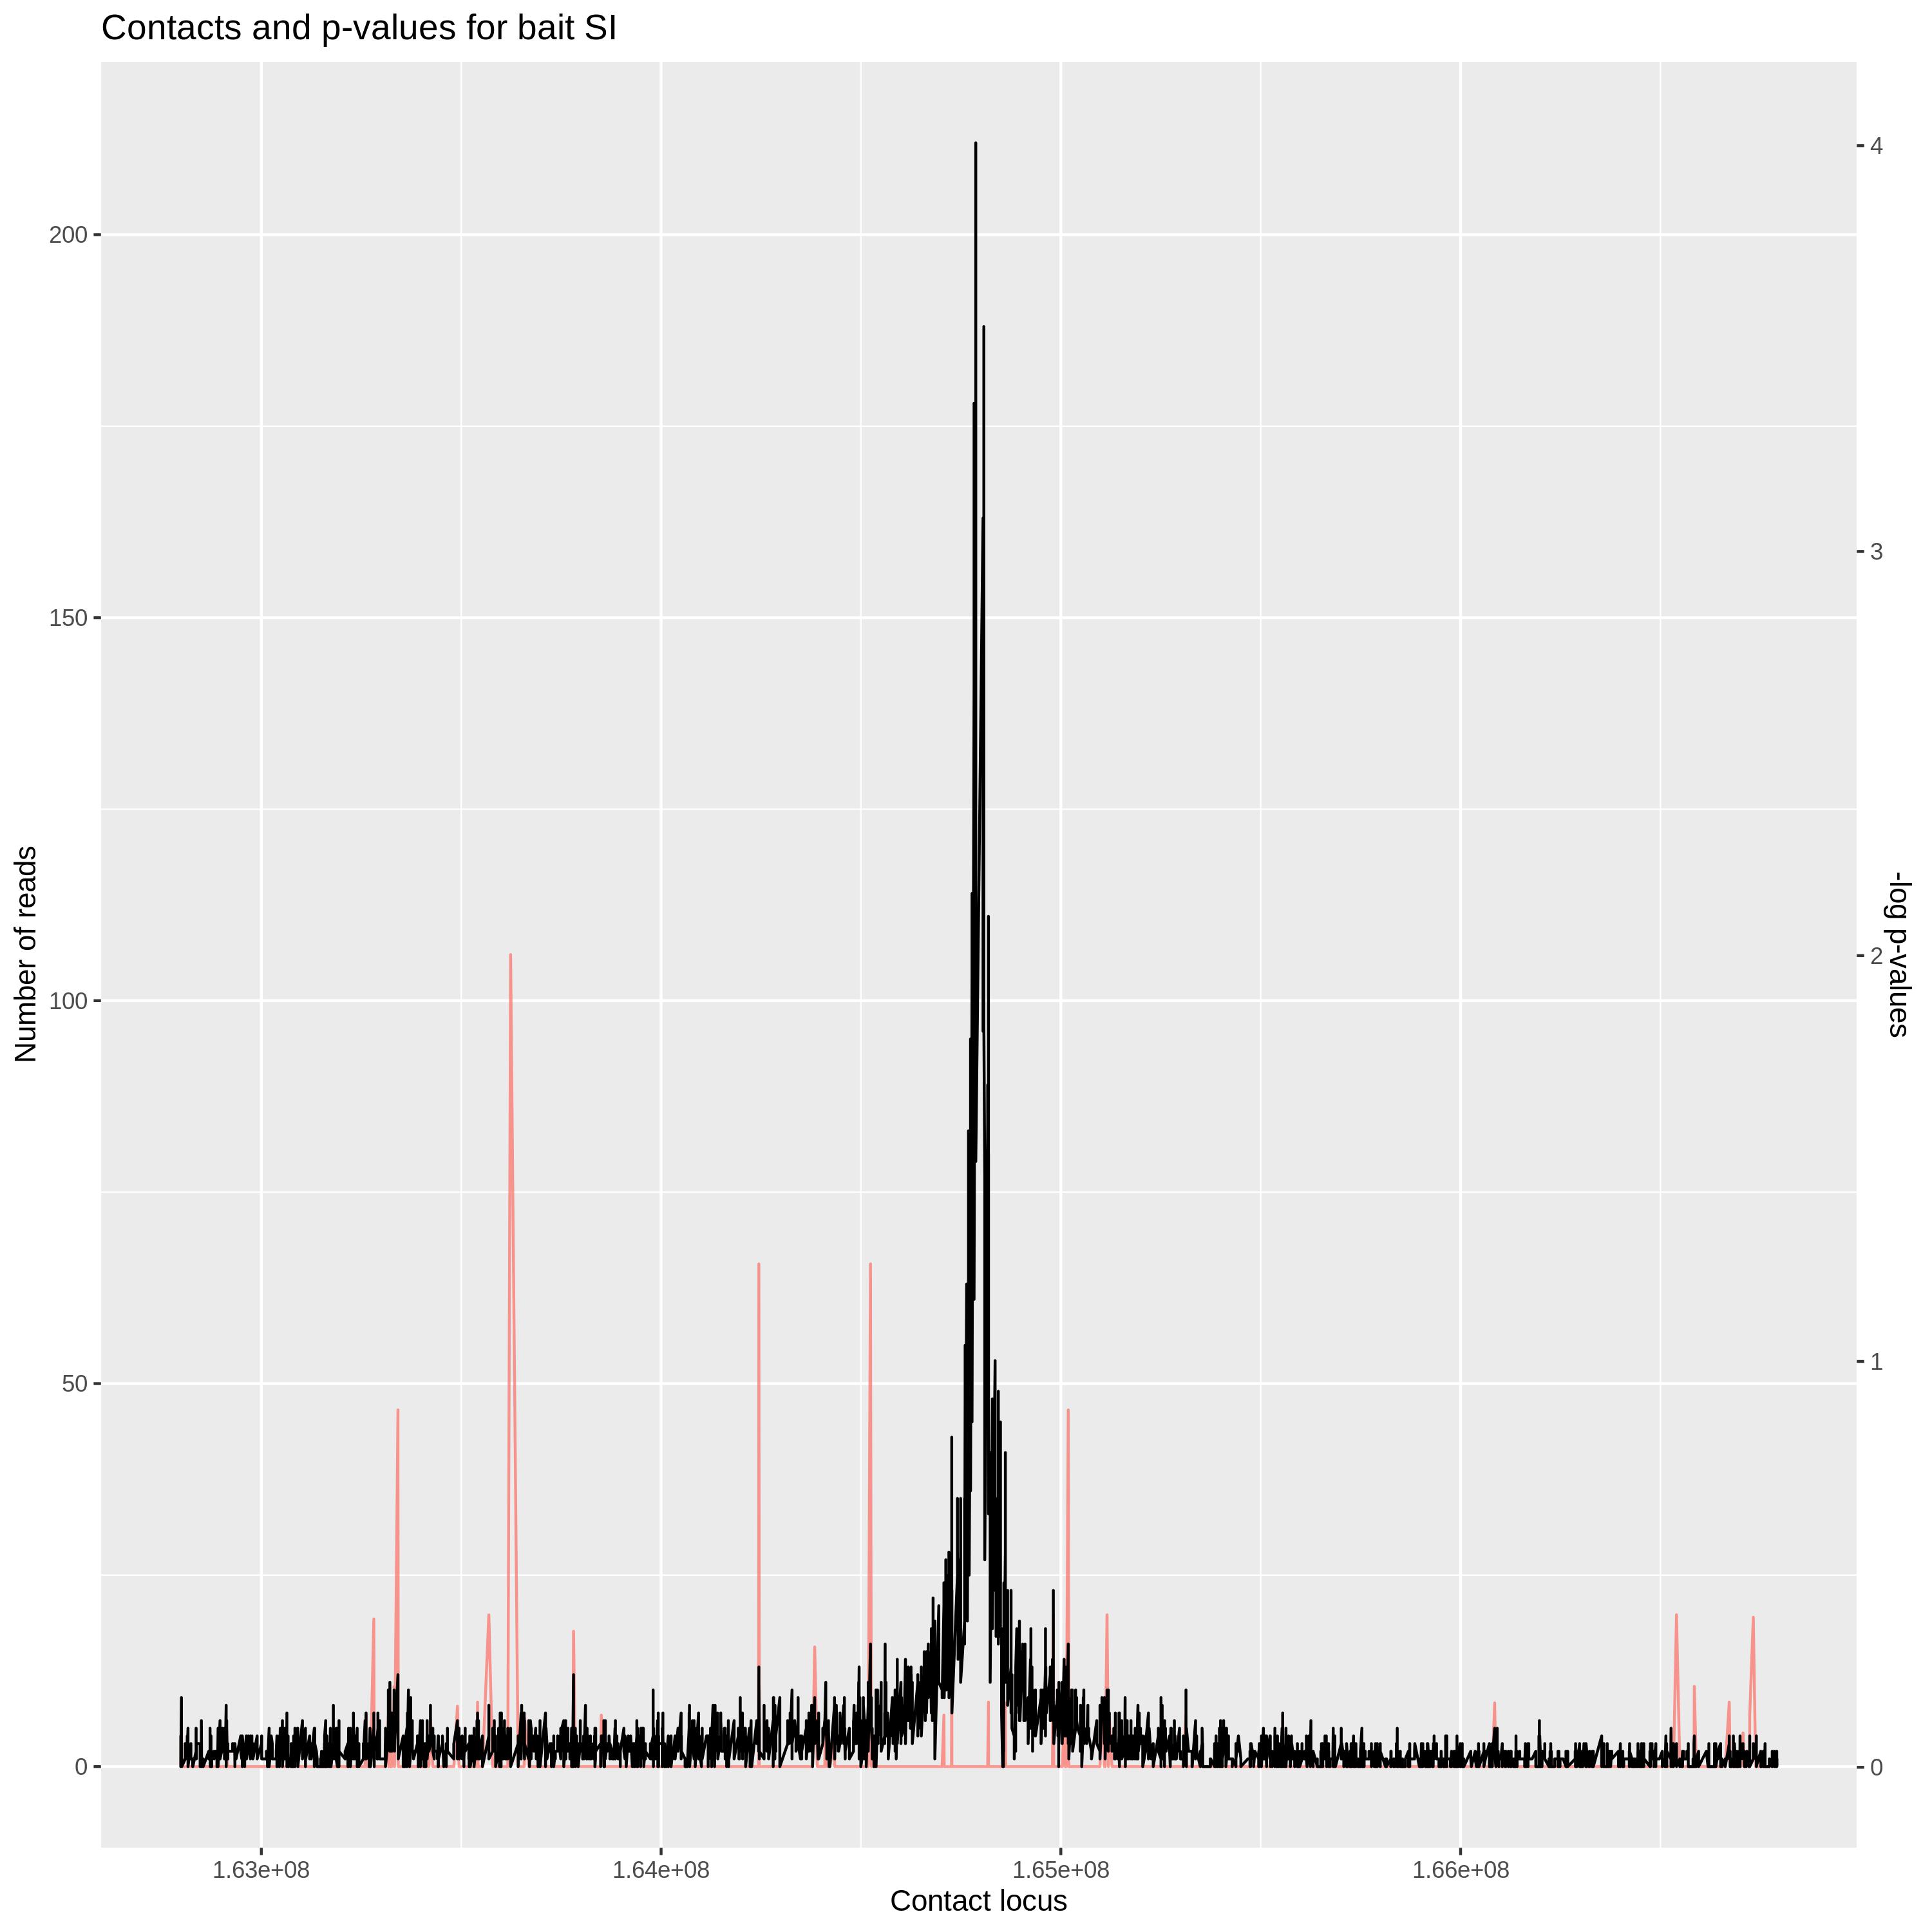 Contacts and p-values for bait SI
200
150
100
50
0
Number of reads
4
3
2
1
0
-log p-values
1.63e+08
1.64e+08
1.65e+08
1.66e+08
Contact locus